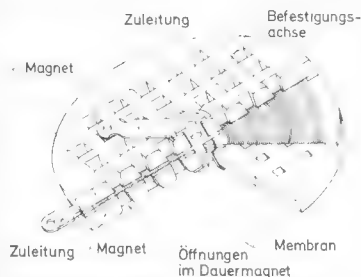 Zuleitung
Befestigungs-
achse
Magnet
Zuleitung
Magnet
Öffnungen
im Dauermagnet
Membran